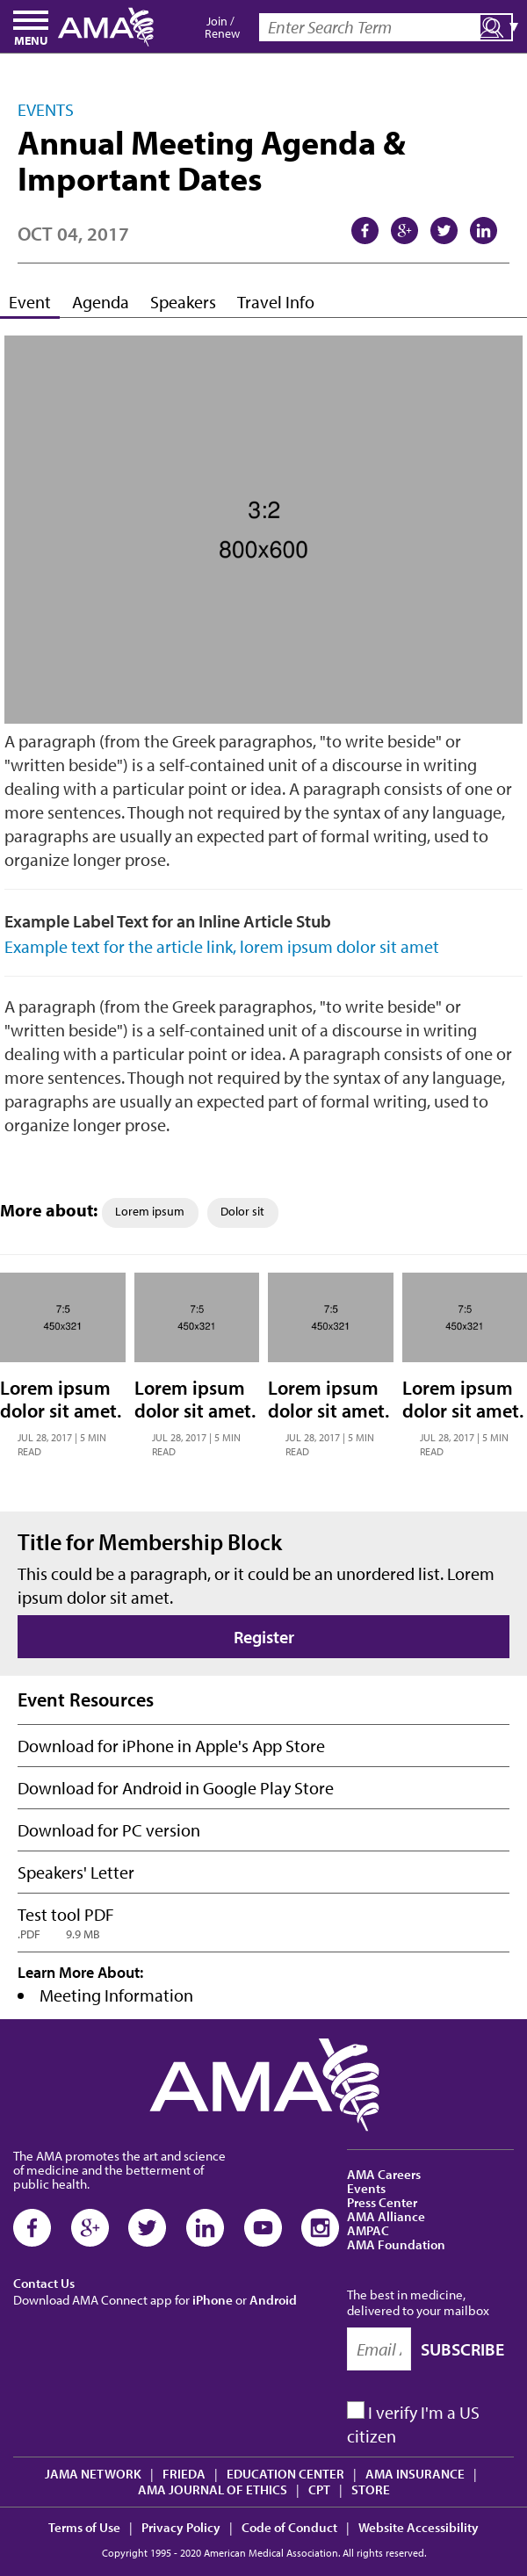 MENU
AMA
Join /
Renew
Enter Search Term
EVENTS
Annual Meeting Agenda &
Important Dates
OCT 04, 2017
Event Agenda Speakers Travel Info
3:2
800x600
A paragraph (from the Greek paragraphos, "to write beside" or
"written beside") is a self-contained unit of a discourse in writing
dealing with a particular point or idea. A paragraph consists of one or
more sentences. Though not required by the syntax of any language,
paragraphs are usually an expected part of formal writing, used to
organize longer prose.
Example Label Text for an Inline Article Stub
Example text for the article link, lorem ipsum dolor sit amet
A paragraph (from the Greek paragraphos, "to write beside" or
"written beside") is a self-contained unit of a discourse in writing
dealing with a particular point or idea. A paragraph consists of one or
more sentences. Though not required by the syntax of any language,
paragraphs are usually an expected part of formal writing, used to
organize longer prose.
More about: Lorem ipsum Dolor sit
7:5
450x321
Lorem ipsum
dolor sit amet.
JUL 28, 2017 | 5 MIN
READ
7:5
450x321
Lorem ipsum
dolor sit amet.
JUL 28, 2017 | 5 MIN
READ
7:5
450x321
Lorem ipsum
dolor sit amet.
JUL 28, 2017 | 5 MIN
READ
7:5
450x321
Lorem ipsum
dolor sit amet.
JUL 28, 2017 | 5 MIN
READ
Title for Membership Block
This could be a paragraph, or it could be an unordered list. Lorem
ipsum dolor sit amet.
Register
Event Resources
Download for iPhone in Apple's App Store
Download for Android in Google Play Store
Download for PC version
Speakers' Letter
Test tool PDF
.PDF 9.9 MB
Learn More About:
• Meeting Information
AMA
The AMA promotes the art and science
of medicine and the betterment of
public health.
Contact Us
Download AMA Connect app for iPhone or Android
AMA Careers
Events
Press Center
AMA Alliance
AMPAC
AMA Foundation
The best in medicine,
delivered to your mailbox
Email SUBSCRIBE
I verify I'm a US
citizen
JAMA NETWORK | FRIEDA | EDUCATION CENTER | AMA INSURANCE |
AMA JOURNAL OF ETHICS | CPT | STORE
Terms of Use | Privacy Policy | Code of Conduct | Website Accessibility
Copyright 1995 - 2020 American Medical Association. All rights reserved.